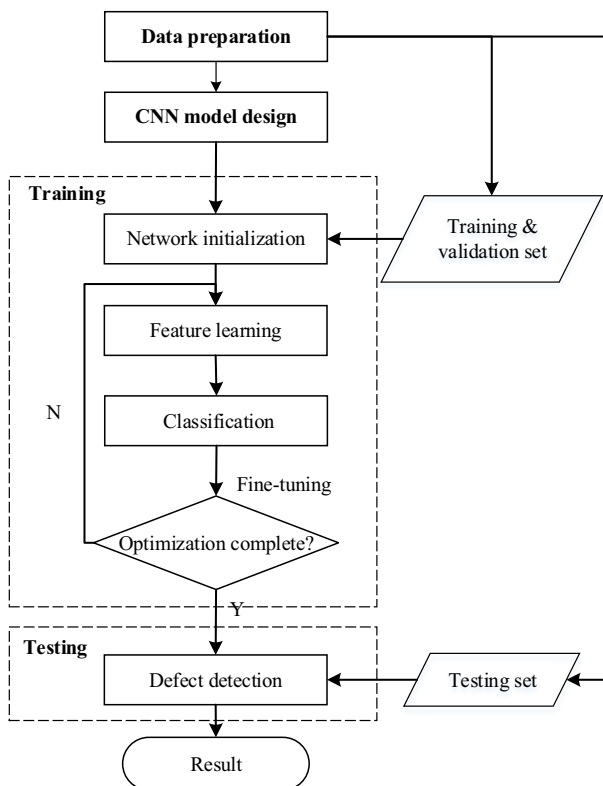 Data preparation
CNN model design
Training
Network initialization
Training &
validation set
Feature learning
N
Classification
Fine-tuning
Optimization complete?
Y
Testing
Defect detection
Testing set
Result